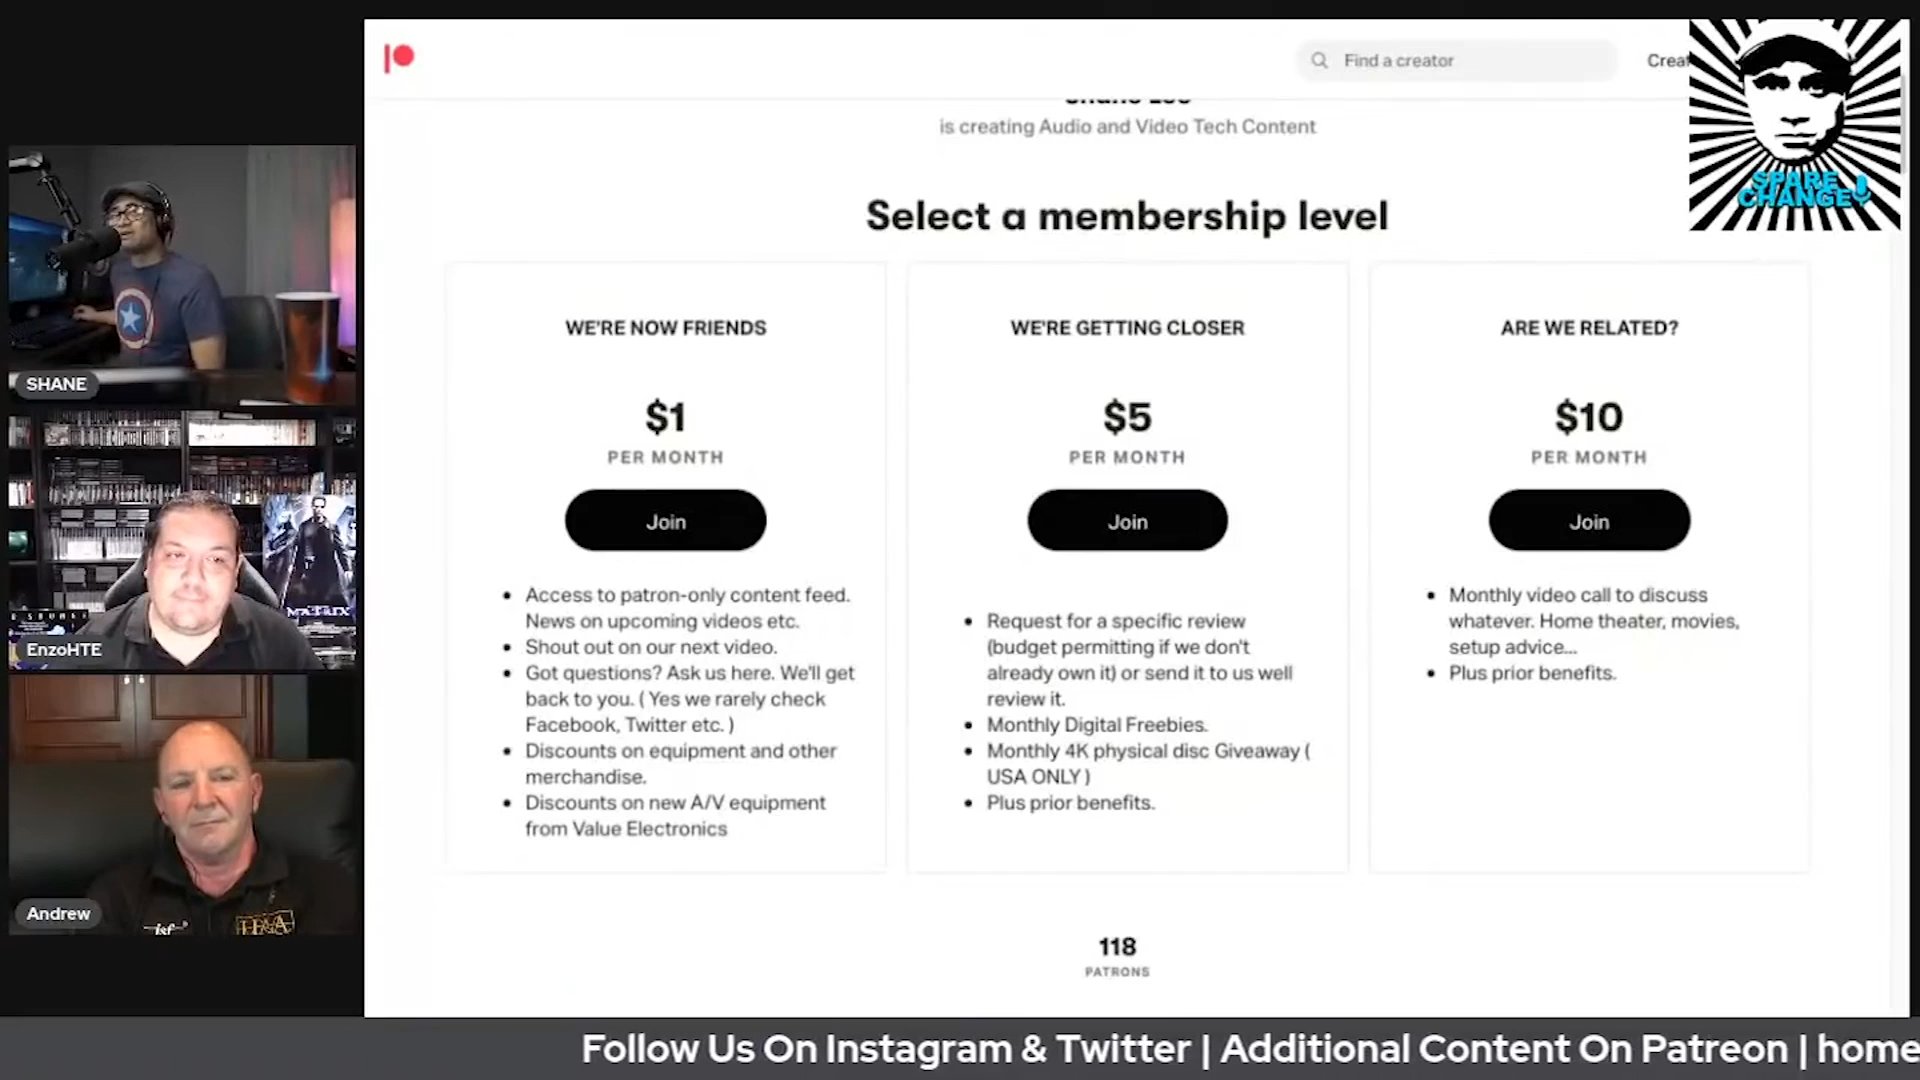 Find a creator
Creat
Shane Lee
is creating Audio and Video Tech Content
SPARE
CHANGE
Select a membership level
WE'RE NOW FRIENDS
$1
PER MONTH
Join
Access to patron-only content feed.
News on upcoming videos etc.
Shout out on our next video.
Got questions? Ask us here. We'll get
back to you. ( Yes we rarely check
Facebook, Twitter etc. )
Discounts on equipment and other
merchandise.
Discounts on new A/V equipment
from Value Electronics
WE'RE GETTING CLOSER
$5
PER MONTH
Join
Request for a specific review
(budget permitting if we don't
already own it) or send it to us well
review it.
Monthly Digital Freebies.
Monthly 4K physical disc Giveaway (
USA ONLY )
Plus prior benefits.
ARE WE RELATED?
$10
PER MONTH
Join
Monthly video call to discuss
whatever. Home theater, movies,
setup advice...
Plus prior benefits.
118
PATRONS
SHANE
MATRIX
EnzoHTE
Andrew
isf
Follow Us On Instagram & Twitter | Additional Content On Patreon | home